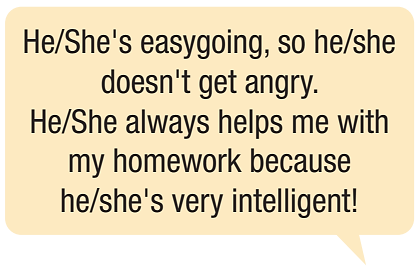 He/She's easygoing, so he/she
doesn't get angry.
He/She always helps me with
my homework because
he/she's very intelligent!